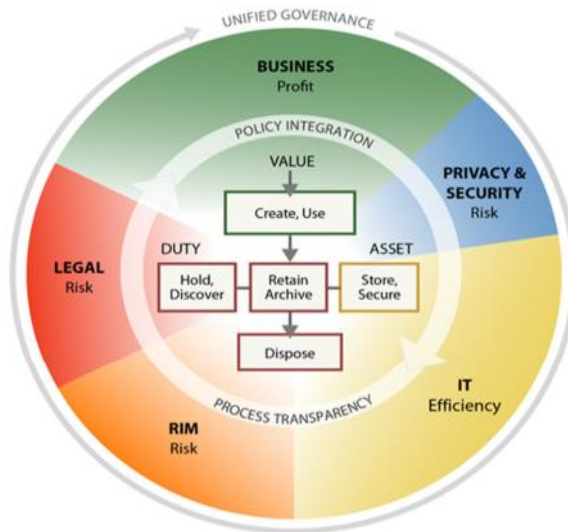 UNIFIED GOVERNANCE
BUSINESS
Profit
POLICY INTEGRATION
VALUE
PRIVACY &
SECURITY
Risk
Create, Use
DUTY
ASSET
LEGAL
Risk
Hold,
Discover
Retain
Archive
Store,
Secure
Dispose
IT
Efficiency
PROCESS TRANSPARENCY
RIM
Risk